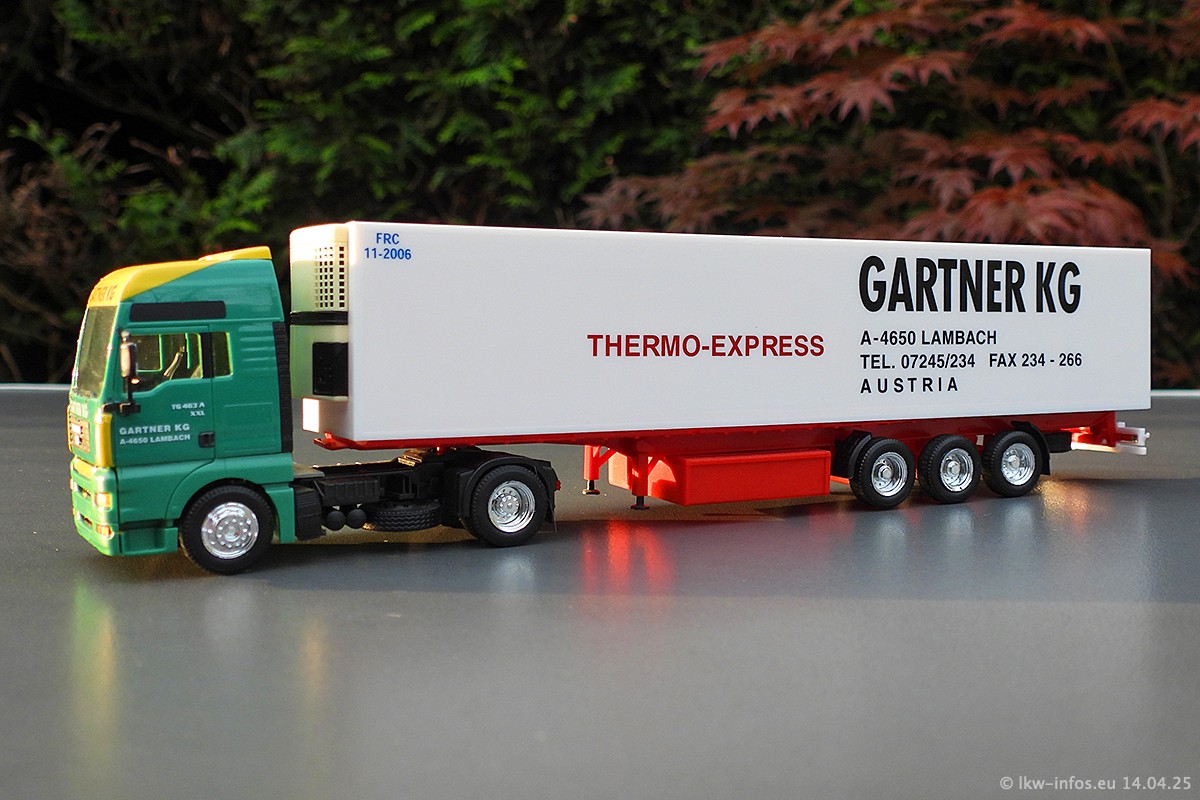 FRC
11-2006
GARTNER KG
THERMO-EXPRESS
A-4650 LAMBACH
TEL. 07245/234 FAX 234 - 266
AUSTRIA
TG 463 A
XXL
GARTNER KG
A-4650 LAMBACH
© lkw-infos.eu 14.04.25